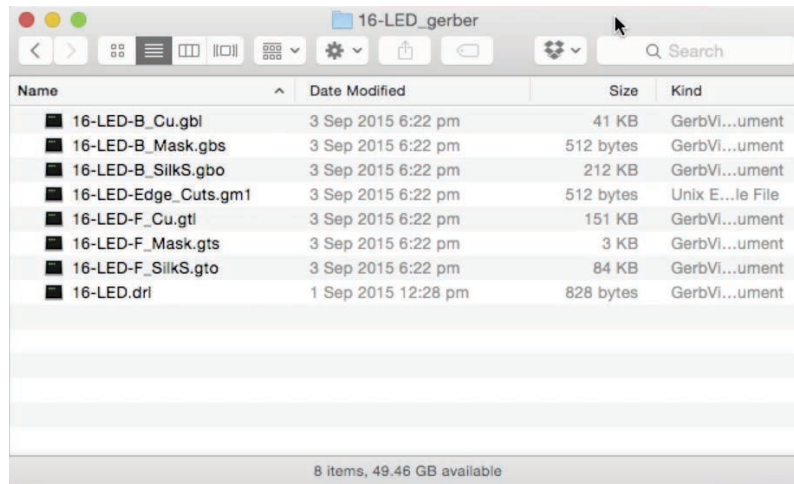 16-LED_gerber
Search
Name Date Modified Size Kind
16-LED-B_Cu.gbl 3 Sep 2015 6:22 pm 41 KB GerbVi...ument
16-LED-B_Mask.gbs 3 Sep 2015 6:22 pm 512 bytes GerbVi...ument
16-LED-B_SilkS.gbo 3 Sep 2015 6:22 pm 212 KB GerbVi...ument
16-LED-Edge_Cuts.gm1 3 Sep 2015 6:22 pm 512 bytes Unix E...le File
16-LED-F_Cu.gtl 3 Sep 2015 6:22 pm 151 KB GerbVi...ument
16-LED-F_Mask.gts 3 Sep 2015 6:22 pm 3 KB GerbVi...ument
16-LED-F_SilkS.gto 3 Sep 2015 6:22 pm 84 KB GerbVi...ument
16-LED.drl 1 Sep 2015 12:28 pm 828 bytes GerbVi...ument
8 items, 49.46 GB available